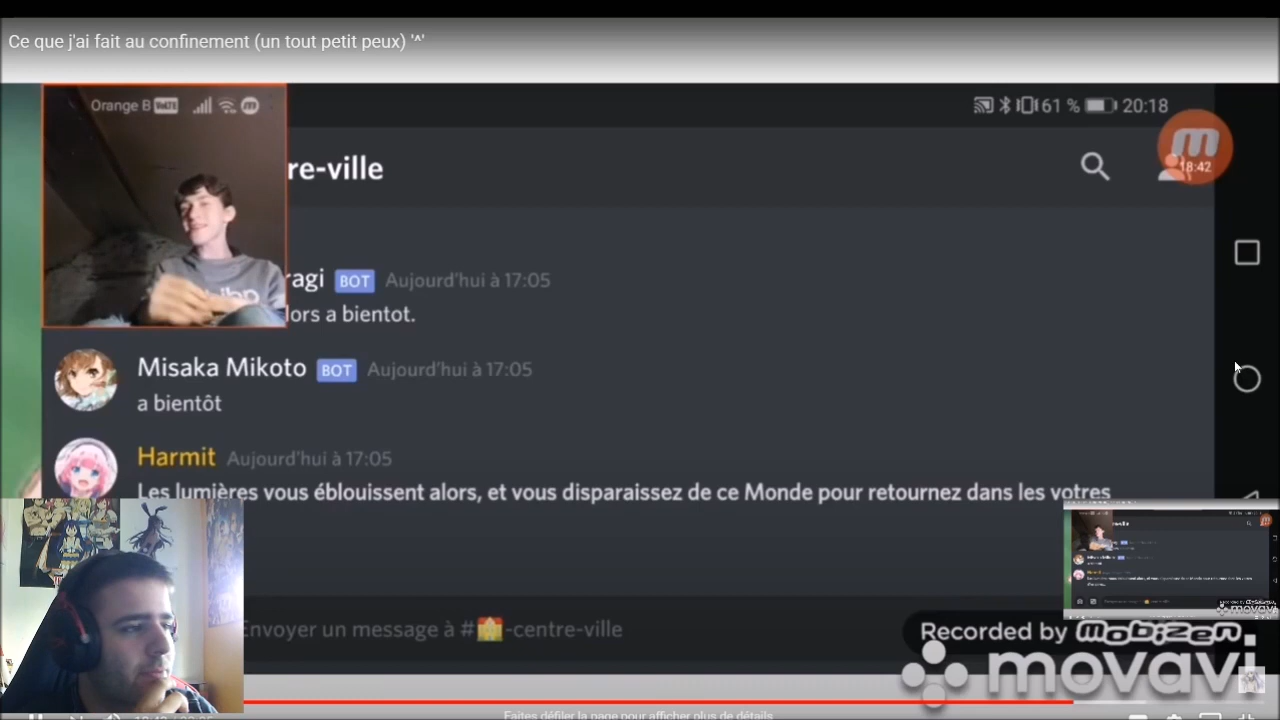 Ce que j'ai fait au confinement (un tout petit peux) '^'
Orange B VoLTE
61 % 20:18
re-ville
18:42
ragi BOT Aujourd'hui à 17:05
lors a bientot.
Misaka Mikoto BOT Aujourd'hui à 17:05
a bientôt
Harmit Aujourd'hui à 17:05
Les lumières vous éblouissent alors, et vous disparaissez de ce Monde pour retournez dans les votres
Envoyer un message à #-centre-ville
Recorded by mobizen
movavi
Faites défiler la page pour afficher plus de détails